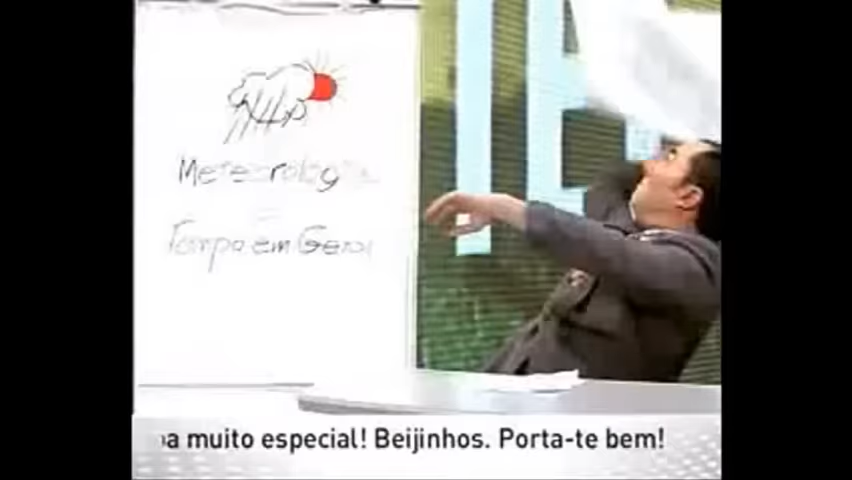 Meteorologia
=
Tempo em Geral
a muito especial! Beijinhos. Porta-te bem!